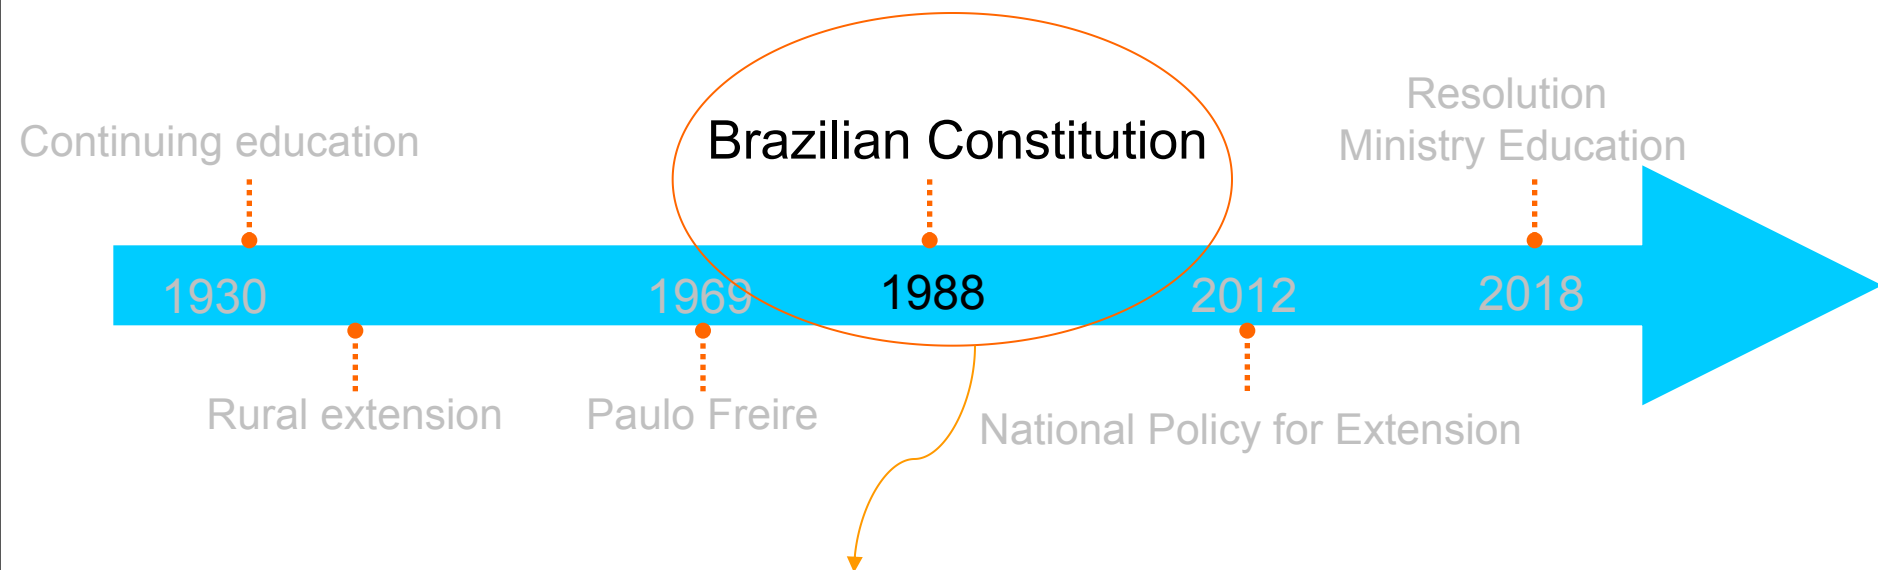 Continuing education
Brazilian Constitution
Resolution
Ministry Education
1930
1969
1988
2012
2018
Rural extension
Paulo Freire
National Policy for Extension